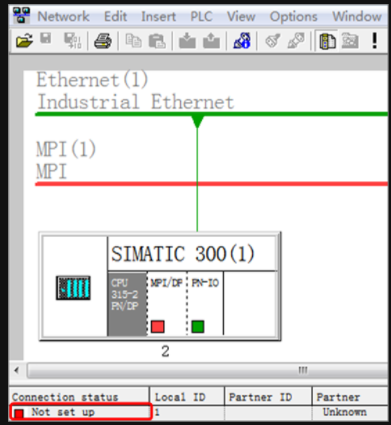 Network Edit Insert PLC View Options Window
Ethernet(1)
Industrial Ethernet
MPI(1)
MPI
SIMATIC 300(1)
CPU MPI/DP PN-IO
315-2
PN/DP
2
Connection status Local ID Partner ID Partner
Not set up 1 Unknown